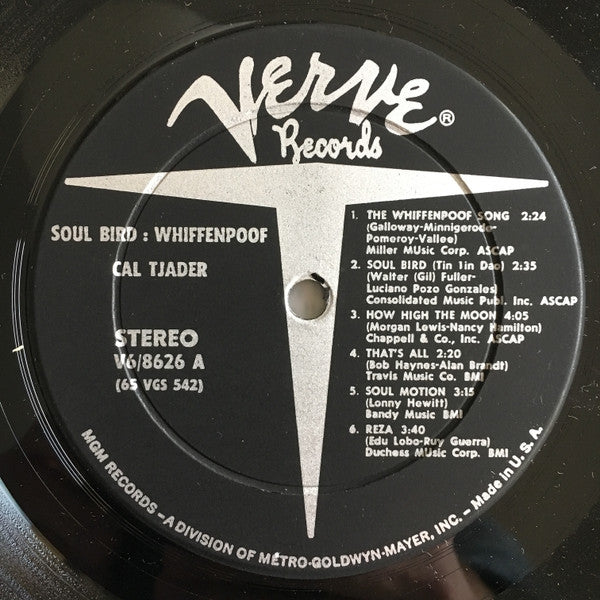 VERVE®
Records
SOUL BIRD : WHIFFENPOOF
CAL TJADER
STEREO
V6/8626 A
(65 VGS 542)
1. THE WHIFFENPOOF SONG 2:24
(Galloway-Minnigerode-
Pomeroy-Vallee)
Miller MUsic Corp. ASCAP
2. SOUL BIRD (Tin 1in Dao) 2:35
(Walter (Gil) Fuller-
Luciano Pozo Gonzales)
Consolidated Music Publ. Inc. ASCAP
3. HOW HIGH THE MOON 4:05
(Morgan Lewis-Nancy Hamilton)
Chappell & Co., Inc. ASCAP
4. THAT'S ALL 2:20
(Bob Haynes-Alan Brandt)
Travis Music Co. BMI
5. SOUL MOTION 3:15
(Lonny Hewitt)
Bandy Music BMI
6. REZA 3:40
(Edu Lobo-Ruy Guerra)
Duchess MUsic Corp. BMI
MGM RECORDS – A DIVISION OF METRO-GOLDWYN-MAYER, INC. – Made in U. S. A.